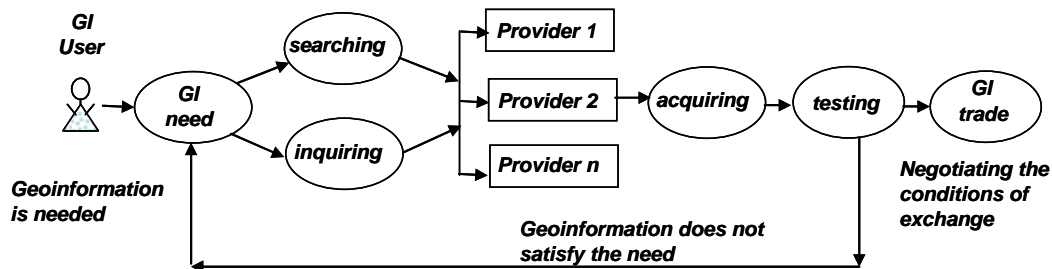 GI
User
GI
need
searching
inquiring
Provider 1
Provider 2
Provider n
acquiring
testing
GI
trade
Geoinformation
is needed
Negotiating the
conditions of
exchange
Geoinformation does not
satisfy the need